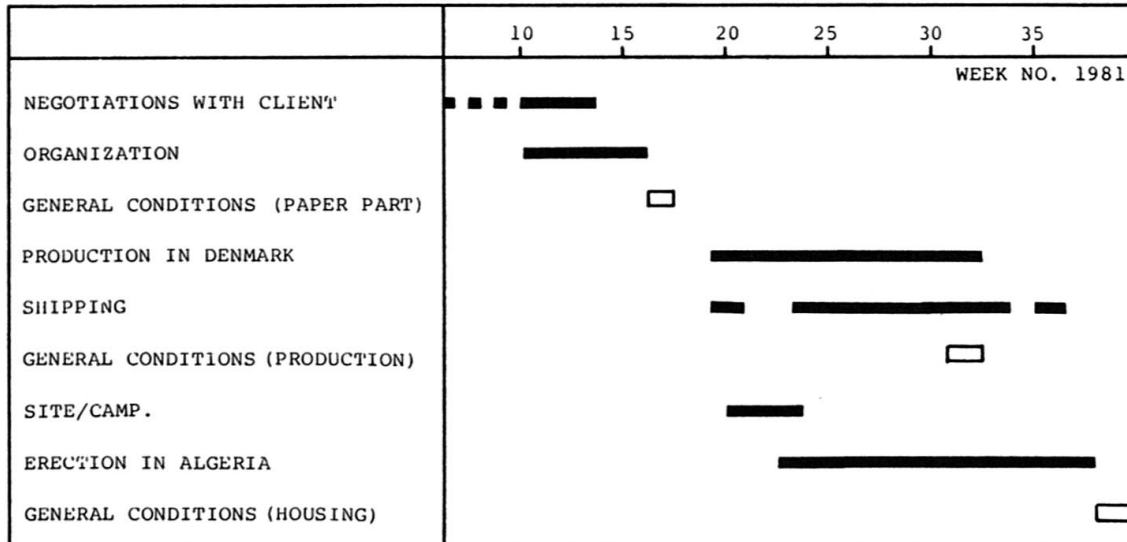 10 15 20 25 30 35
WEEK NO. 1981
NEGOTIATIONS WITH CLIENT
ORGANIZATION
GENERAL CONDITIONS (PAPER PART)
PRODUCTION IN DENMARK
SHIPPING
GENERAL CONDITIONS (PRODUCTION)
SITE/CAMP.
ERECTION IN ALGERIA
GENERAL CONDITIONS (HOUSING)